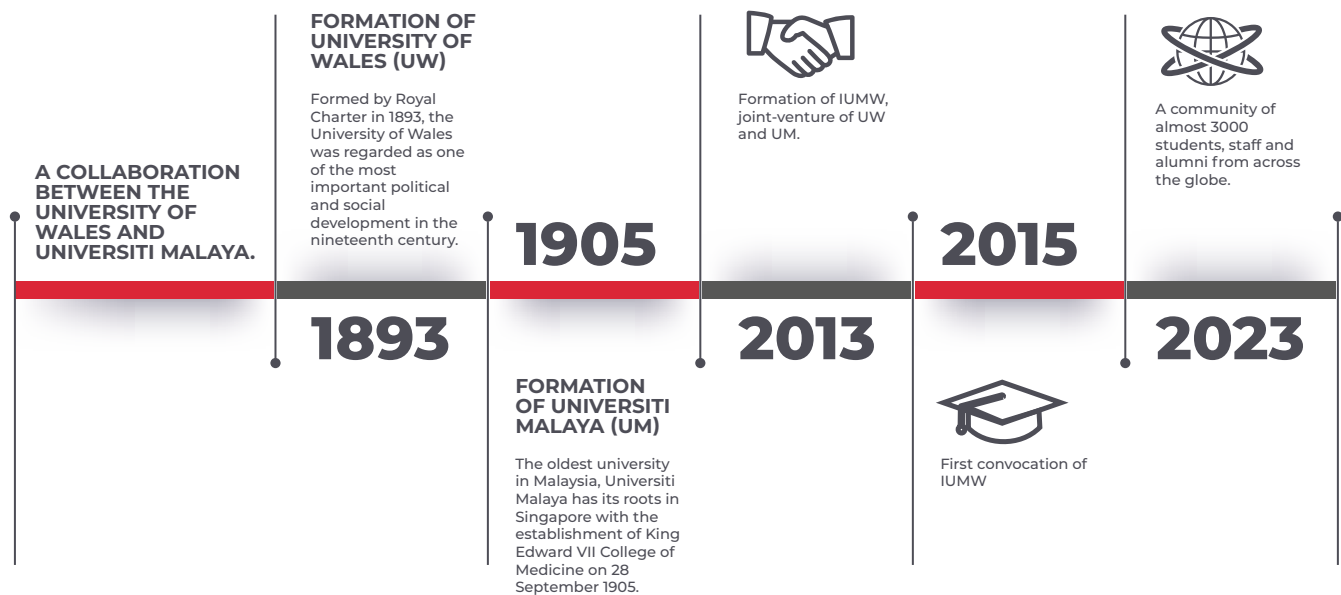 A COLLABORATION
BETWEEN THE
UNIVERSITY OF
WALES AND
UNIVERSITI MALAYA.
FORMATION OF
UNIVERSITY OF
WALES (UW)
Formed by Royal
Charter in 1893, the
University of Wales
was regarded as one
of the most
important political
and social
development in the
nineteenth century.
1893
1905
FORMATION
OF UNIVERSITI
MALAYA (UM)
The oldest university
in Malaysia, Universiti
Malaya has its roots in
Singapore with the
establishment of King
Edward VII College of
Medicine on 28
September 1905.
Formation of IUMW,
joint-venture of UW
and UM.
2013
2015
First convocation of
IUMW
A community of
almost 3000
students, staff and
alumni from across
the globe.
2023